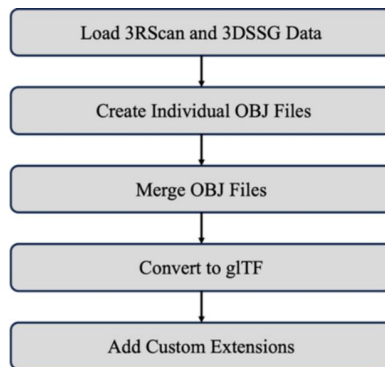 Load 3RScan and 3DSSG Data
Create Individual OBJ Files
Merge OBJ Files
Convert to glTF
Add Custom Extensions